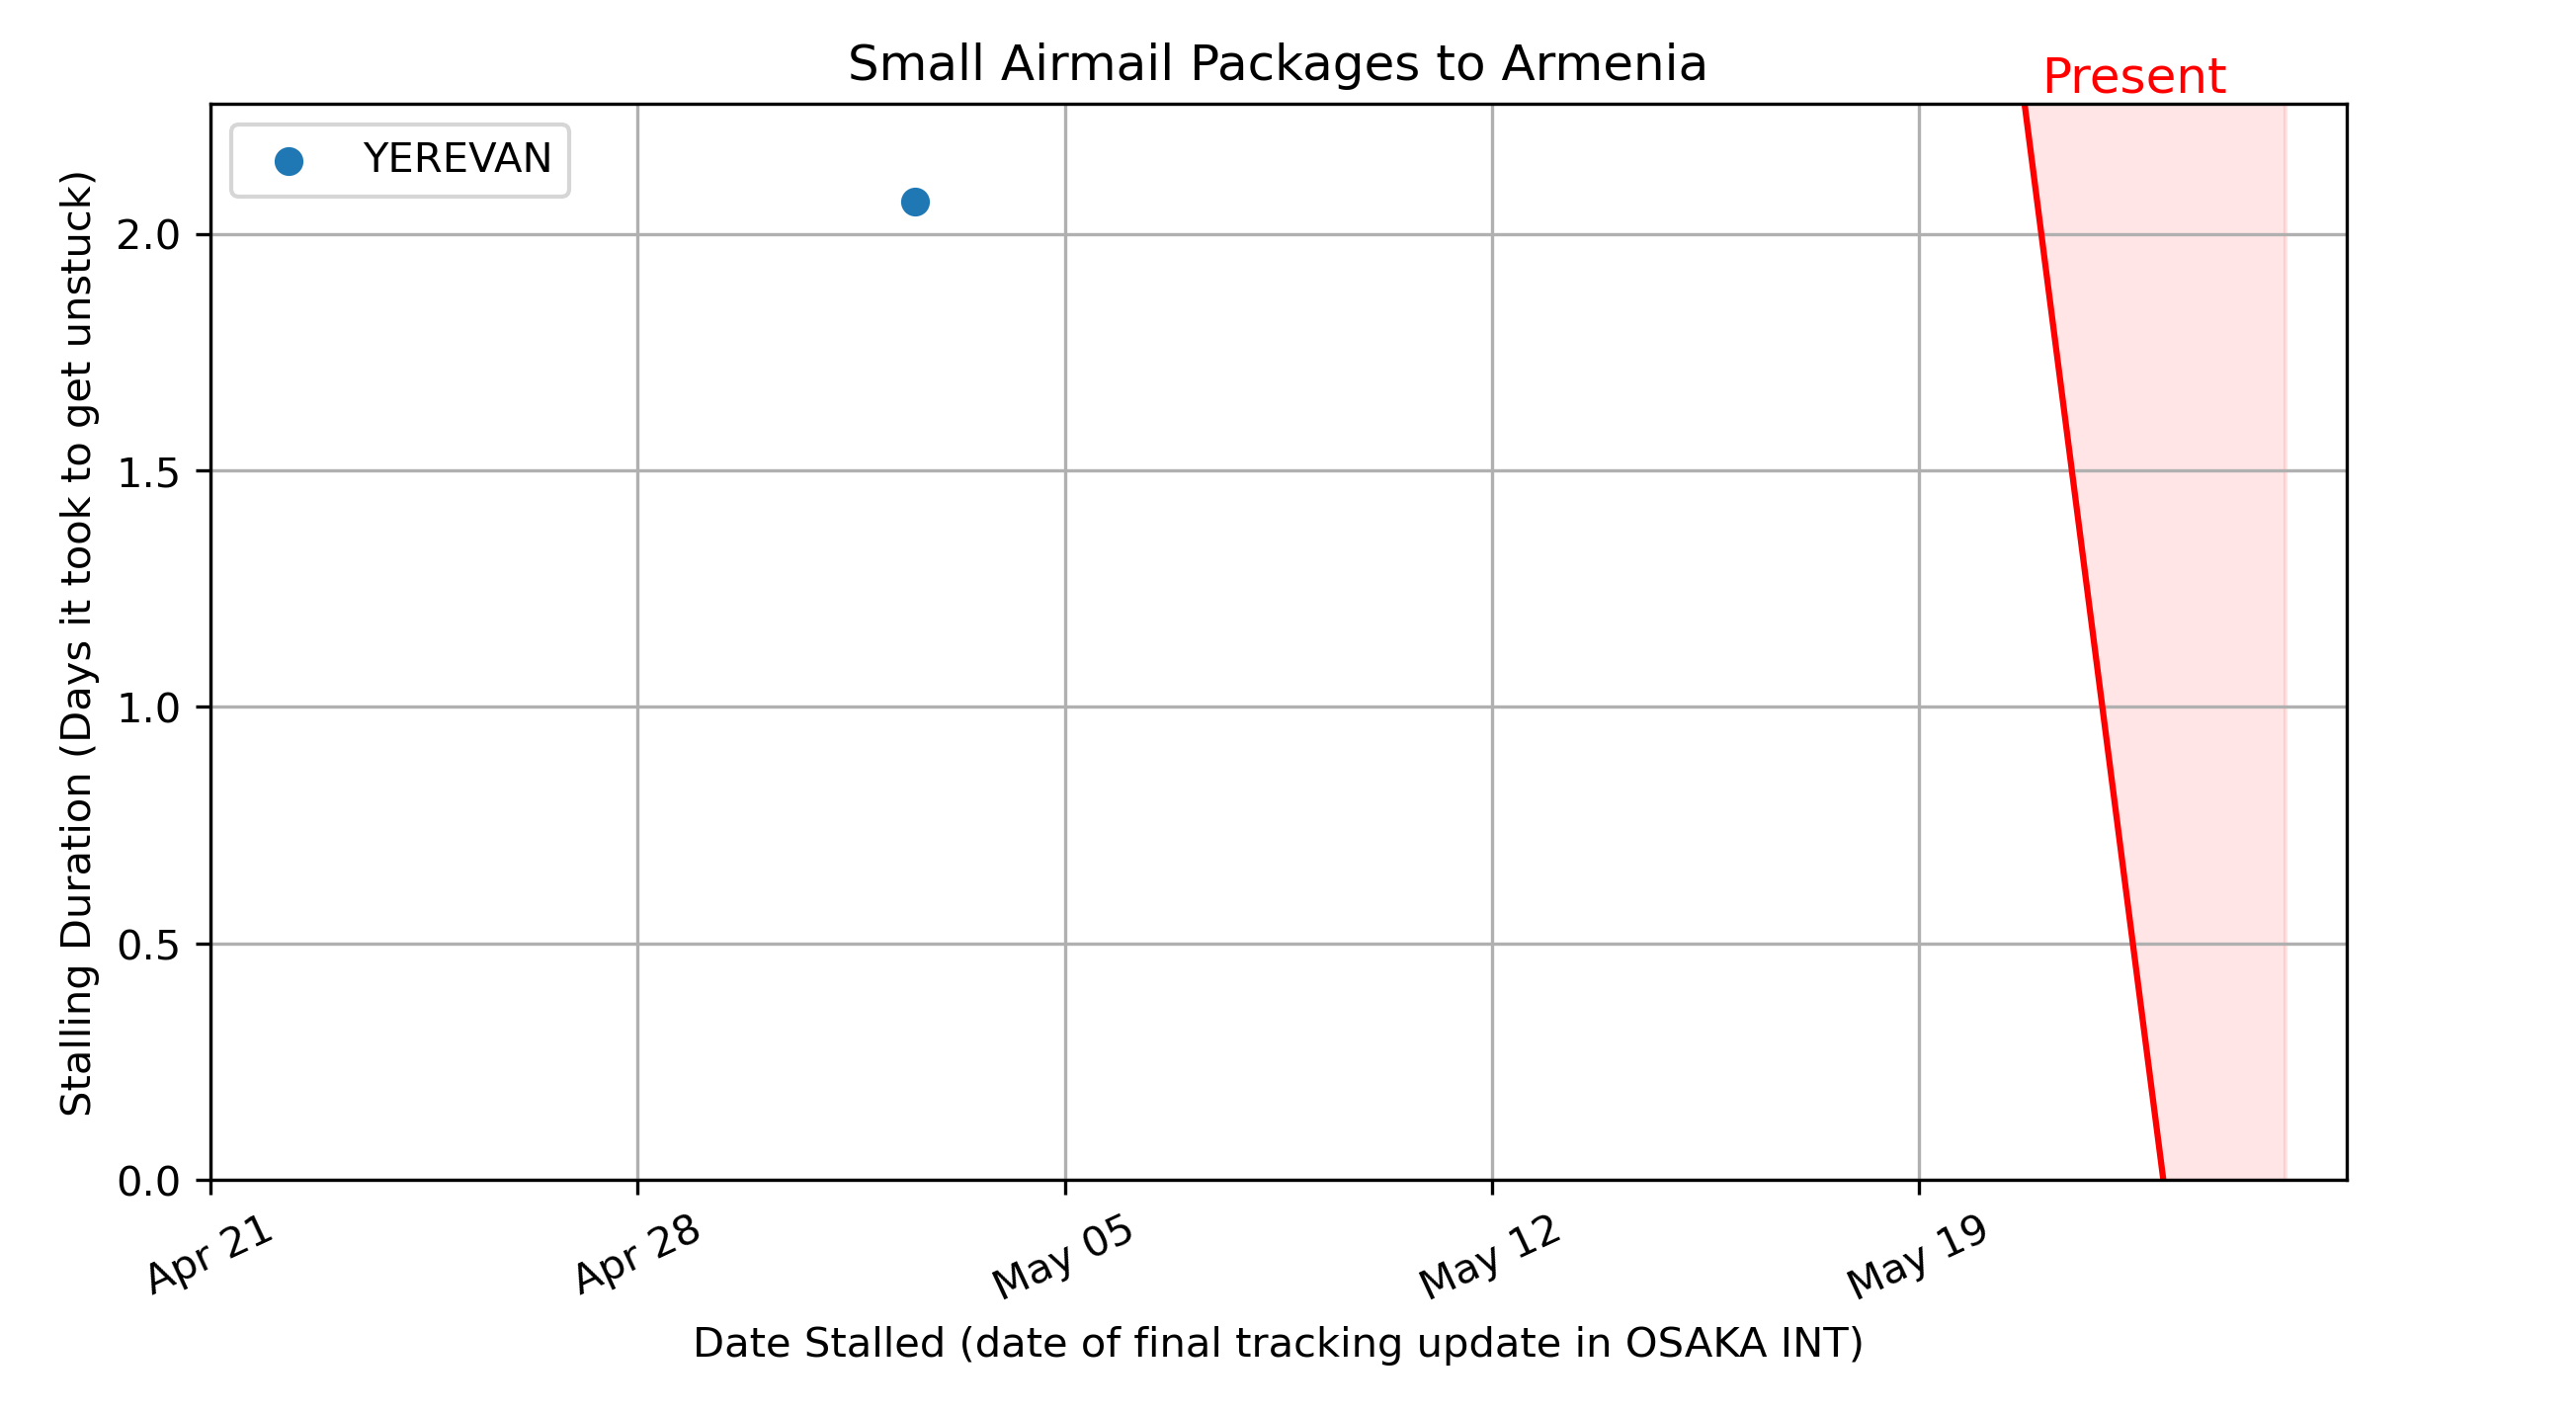 Small Airmail Packages to Armenia
Present
YEREVAN
Stalling Duration (Days it took to get unstuck)
2.0
1.5
1.0
0.5
0.0
Apr 21
Apr 28
May 05
May 12
May 19
Date Stalled (date of final tracking update in OSAKA INT)